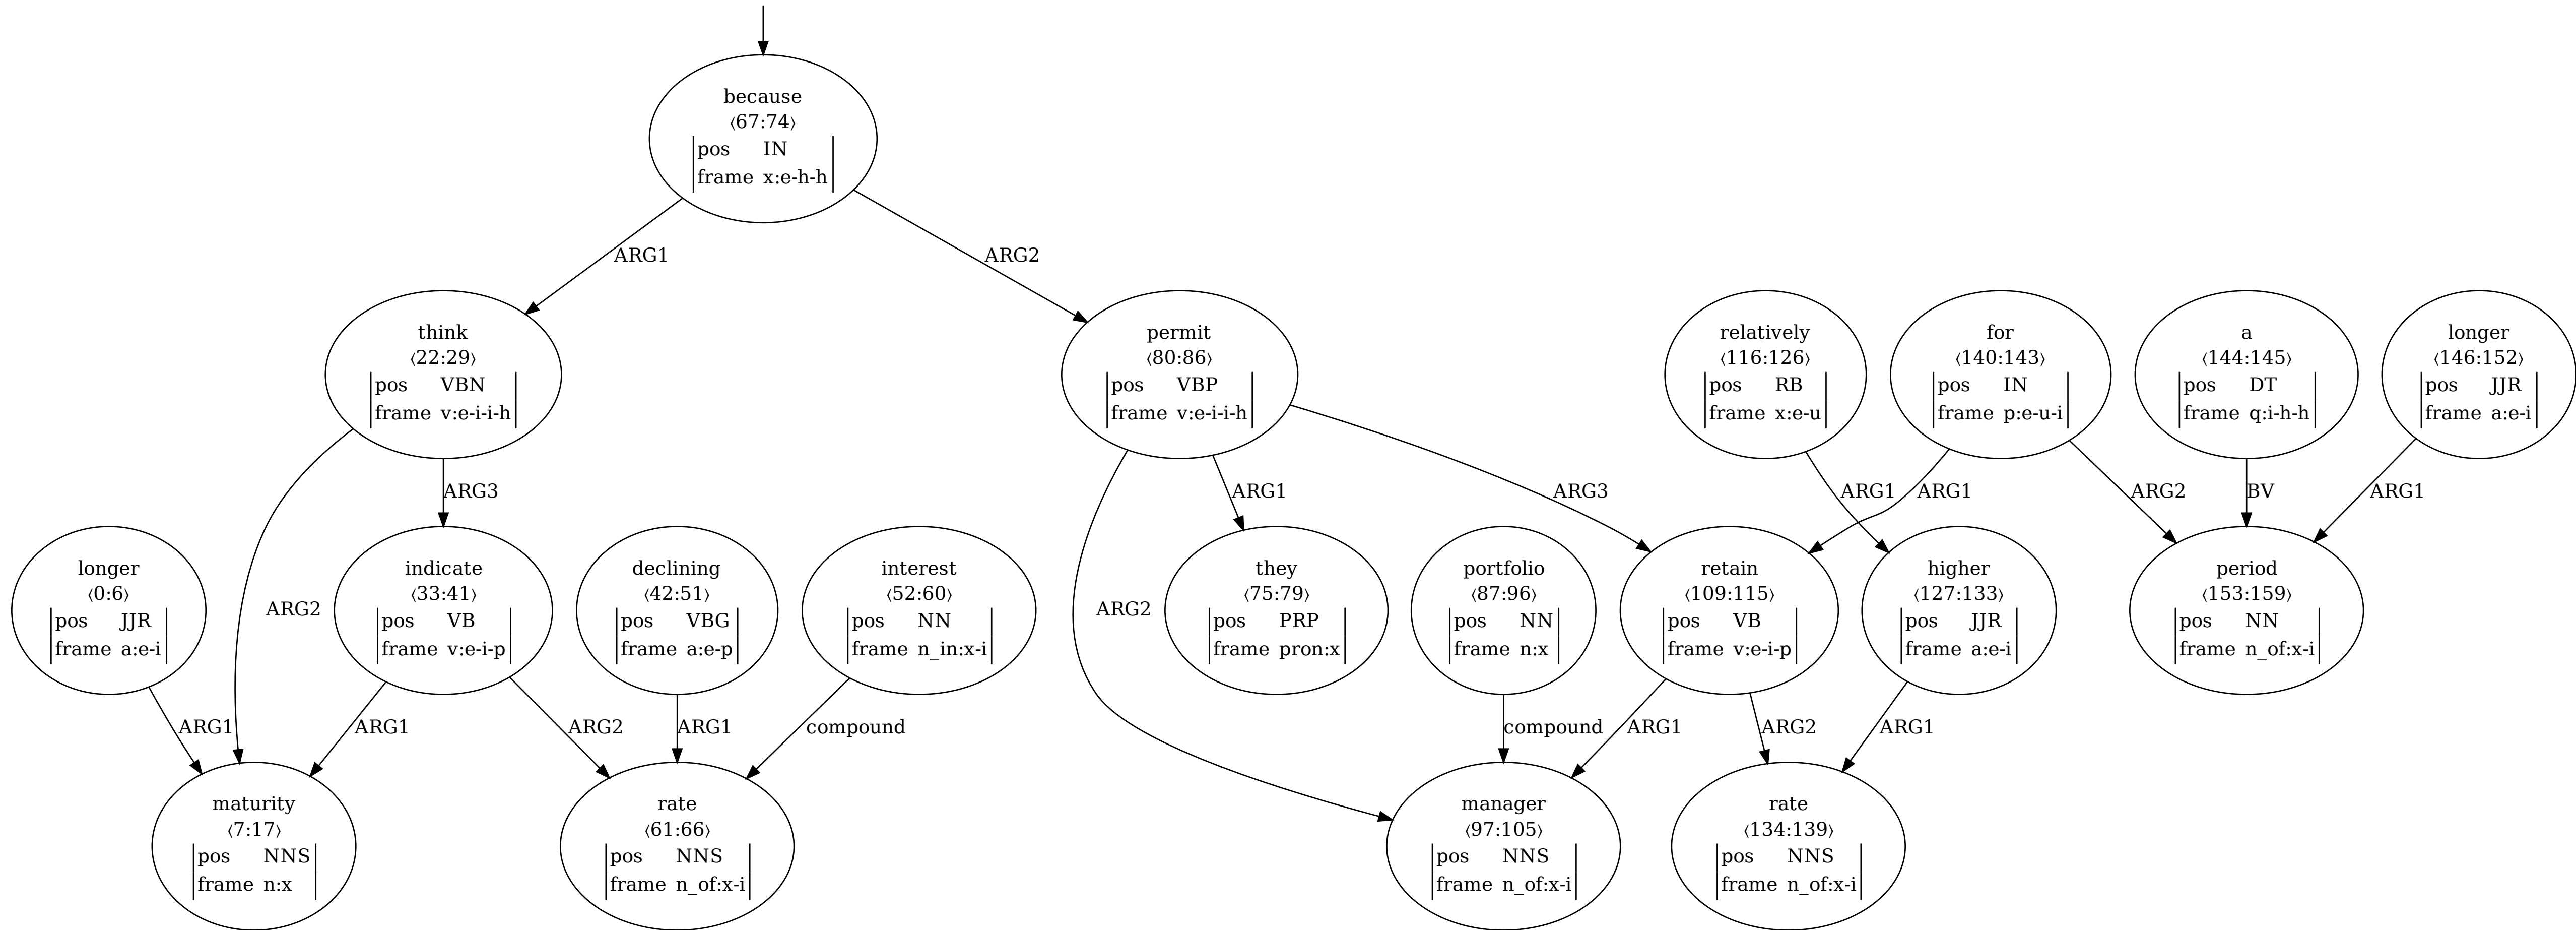 because
⟨67:74⟩
pos IN
frame x:e-h-h
ARG1
ARG2
think
⟨22:29⟩
pos VBN
frame v:e-i-i-h
permit
⟨80:86⟩
pos VBP
frame v:e-i-i-h
relatively
⟨116:126⟩
pos RB
frame x:e-u
for
⟨140:143⟩
pos IN
frame p:e-u-i
a
⟨144:145⟩
pos DT
frame q:i-h-h
longer
⟨146:152⟩
pos JJR
frame a:e-i
ARG3
ARG1
ARG3
ARG1
ARG1
ARG2
BV
ARG1
longer
⟨0:6⟩
pos JJR
frame a:e-i
ARG2
indicate
⟨33:41⟩
pos VB
frame v:e-i-p
declining
⟨42:51⟩
pos VBG
frame a:e-p
interest
⟨52:60⟩
pos NN
frame n_in:x-i
ARG2
they
⟨75:79⟩
pos PRP
frame pron:x
portfolio
⟨87:96⟩
pos NN
frame n:x
retain
⟨109:115⟩
pos VB
frame v:e-i-p
higher
⟨127:133⟩
pos JJR
frame a:e-i
period
⟨153:159⟩
pos NN
frame n_of:x-i
ARG1
ARG1
ARG2
ARG1
compound
compound
ARG1
ARG2
ARG1
maturity
⟨7:17⟩
pos NNS
frame n:x
rate
⟨61:66⟩
pos NNS
frame n_of:x-i
manager
⟨97:105⟩
pos NNS
frame n_of:x-i
rate
⟨134:139⟩
pos NNS
frame n_of:x-i